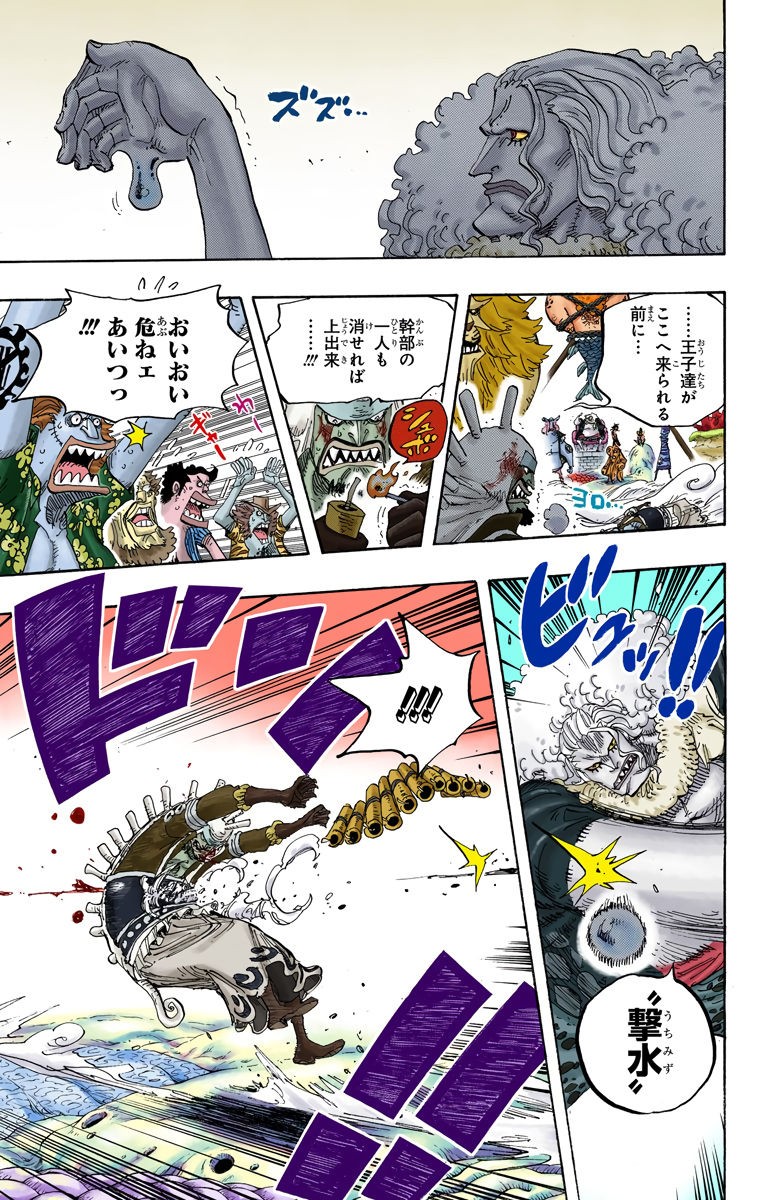 ズズ…
……王子達が
ここへ来られる
前に…
ヨロ…
幹部の
一人も
消せれば
上出来
……!!!
シュボ
おいおい
危ねェ
あいつっ
!!!
わー
ギャー
ビュッ!!
〝撃水〟
!!!
ドドン